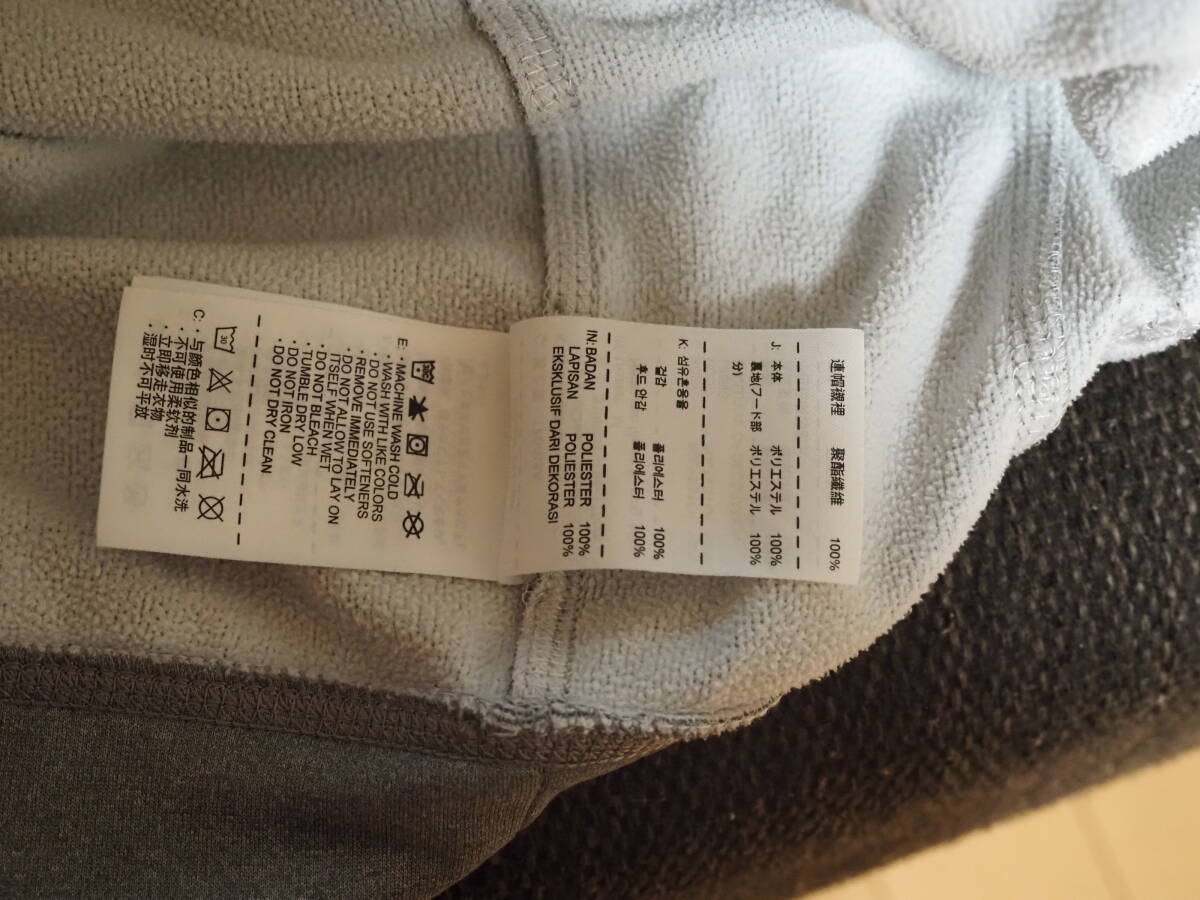 連帽襯裡 聚酯纖維 100%
J: 本体 ポリエステル 100%
裏地(フード部 ポリエステル 100%
分)
K: 섬유혼용율
겉감 폴리에스터 100%
후드안감 폴리에스터 100%
IN: BADAN POLIESTER 100%
LAPISAN POLIESTER 100%
EKSKLUSIF DARI DEKORASI
E: • MACHINE WASH COLD
• WASH WITH LIKE COLORS
• DO NOT USE SOFTENERS
• REMOVE IMMEDIATELY
• DO NOT ALLOW TO LAY ON
ITSELF WHEN WET
• DO NOT BLEACH
• TUMBLE DRY LOW
• DO NOT IRON
• DO NOT DRY CLEAN
30
C: • 与颜色相似的制品一同水洗
• 不可使用柔软剂
• 立即移走衣物
• 湿时不可平放